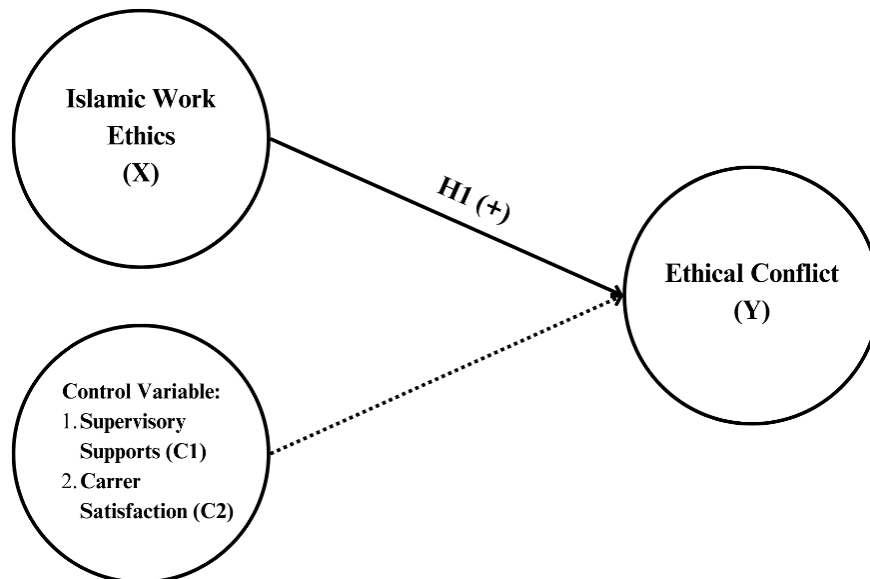 Islamic Work
Ethics
(X)
H1 (+)
Ethical Conflict
(Y)
Control Variable:
1. Supervisory
Supports (C1)
2. Carrer
Satisfaction (C2)